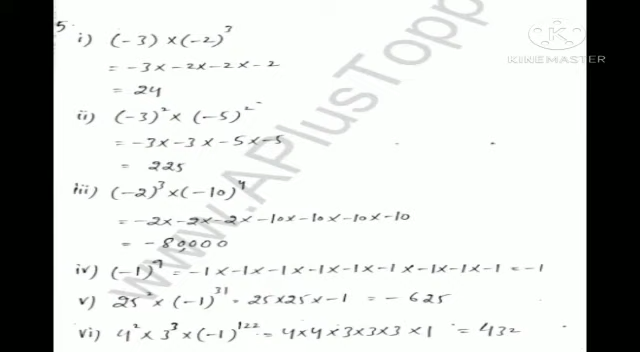 5.
i) (-3) × (-2)³
= -3 × -2 × -2 × -2
= 24
ii) (-3)² × (-5)²
= -3 × -3 × -5 × -5
= 225
iii) (-2)³ × (-10)⁴
= -2 × -2 × -2 × -10 × -10 × -10 × -10
= -80,000
iv) (-1)⁹ = -1 × -1 × -1 × -1 × -1 × -1 × -1 × -1 × -1 = -1
v) 25² × (-1)³¹ = 25 × 25 × -1 = -625
vi) 4² × 3³ × (-1)¹²² = 4 × 4 × 3 × 3 × 3 × 1 = 432
KINEMASTER
www.APlusTopp